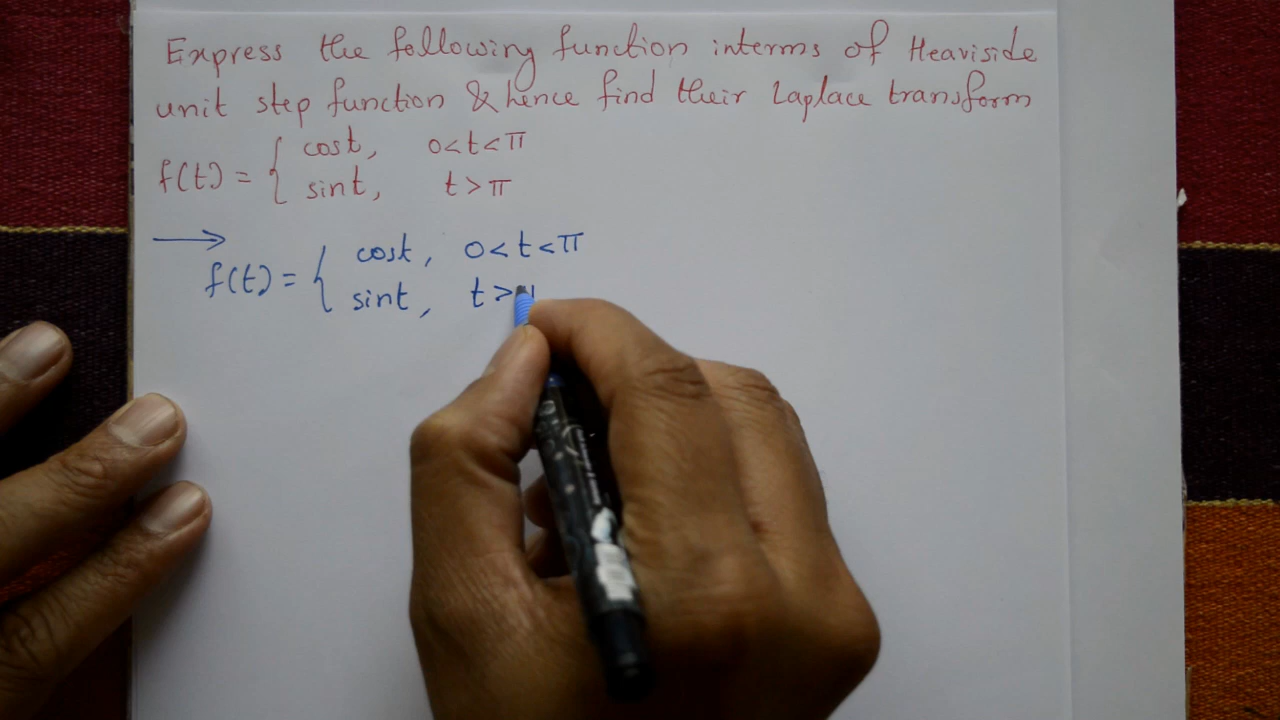 Express the following function interms of Heaviside
unit step function & hence find their Laplace transform
f(t) = { cost, 0<t<π
sint, t>π
→
f(t) = { cost, 0<t<π
sint, t>